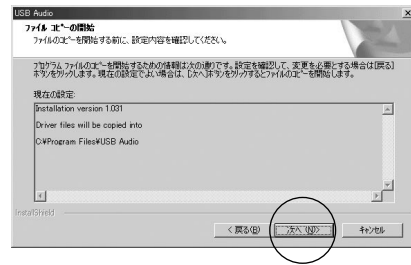 USB Audio
ファイル コピーの開始
ファイルのコピーを開始する前に、設定内容を確認してください。
プログラム ファイルのコピーを開始するための情報は次の通りです。設定を確認して、変更を必要とする場合は[戻る]
ボタンをクリックします。現在の設定でよい場合は、[次へ]ボタンをクリックするとファイルのコピーを開始します。
現在の設定:
Installation version 1.031
Driver files will be copied into
C:¥Program Files¥USB Audio
InstallShield
< 戻る(B)
次へ (N)>
キャンセル